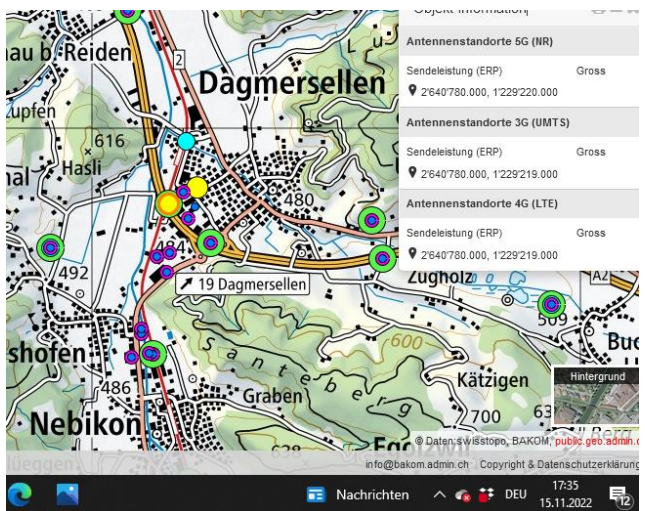 Objekt-Information
Antennenstandorte 5G (NR)
Sendeleistung (ERP) Gross
2'640'780.000, 1'229'220.000
Antennenstandorte 3G (UMTS)
Sendeleistung (ERP) Gross
2'640'780.000, 1'229'219.000
Antennenstandorte 4G (LTE)
Sendeleistung (ERP) Gross
2'640'780.000, 1'229'219.000
au b. Reiden
2
L u
Dagmersellen
upfen
616
Hasli
480
484
492
19 Dagmersellen
Zugholz
A2
509
600
Buc
shofen
Santeberg
Kätzigen
Hintergrund
486
Graben
700
63
Nebikon
Egolzwil
© Daten:swisstopo, BAKOM, public.geo.admin.c
info@bakom.admin.ch Copyright & Datenschutzerklärung
Nachrichten
DEU
17:35
15.11.2022
12